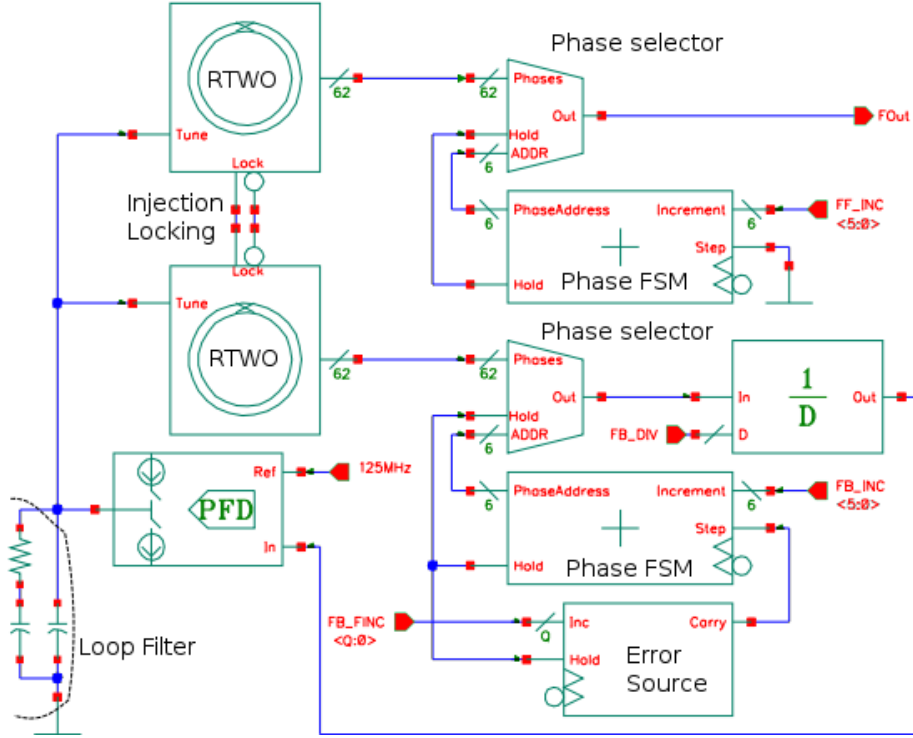 Phase selector
RTWO
62
62
Phases
Out
FOut
Tune
Hold
ADDR
6
Lock
Injection
Locking
PhaseAddress
Increment
FF_INC
6
6
<5:0>
Step
Lock
Hold
Phase FSM
Tune
Phase selector
RTWO
62
62
Phases
Out
1
D
In
Out
Hold
ADDR
6
FB_DIV
D
Ref
125MHz
PFD
PhaseAddress
Increment
FB_INC
6
6
<5:0>
Step
In
Hold
Phase FSM
FB_FINC
<Q:0>
Q
Inc
Carry
Loop Filter
Hold
Error
Source